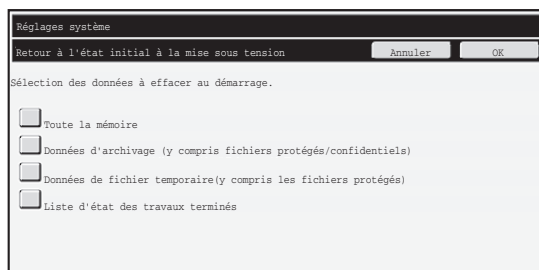 Réglages système
Retour à l'état initial à la mise sous tension Annuler OK
Sélection des données à effacer au démarrage.
Toute la mémoire
Données d'archivage (y compris fichiers protégés/confidentiels)
Données de fichier temporaire(y compris les fichiers protégés)
Liste d'état des travaux terminés